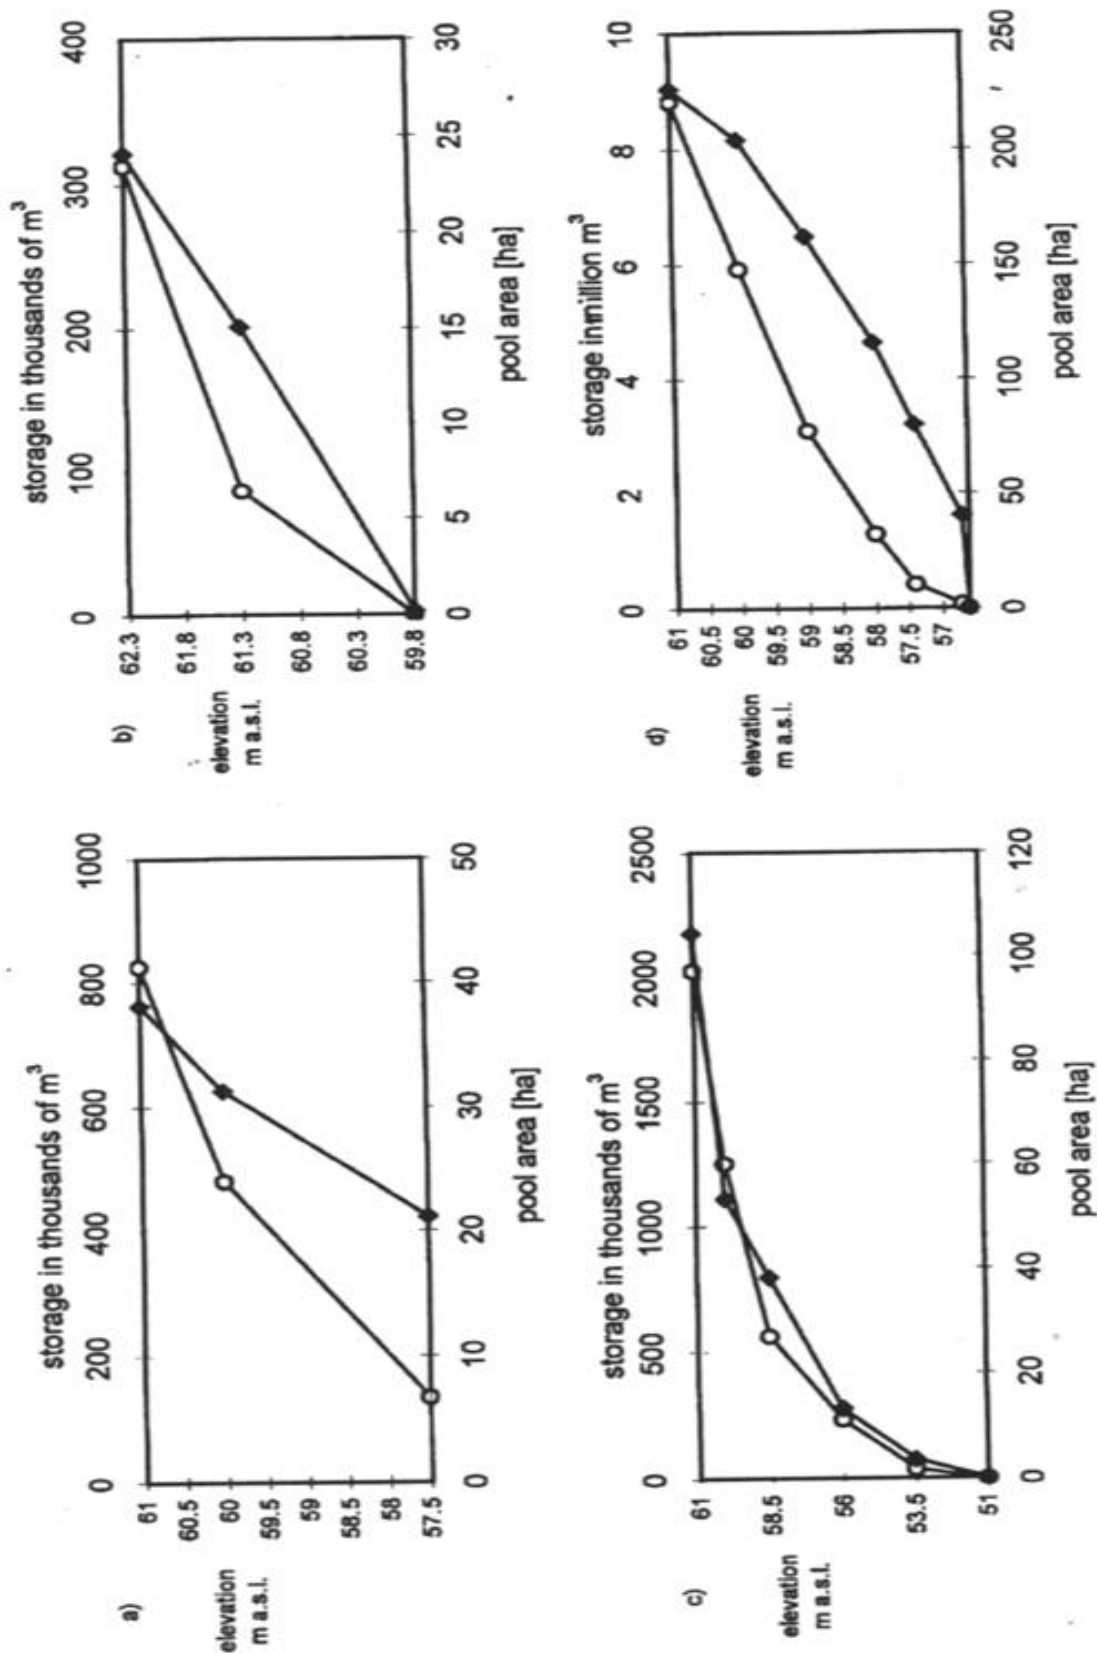 a)
storage in thousands of m³
0 200 400 600 800 1000
elevation
m a.s.l.
61
60.5
60
59.5
59
58.5
58
57.5
0 10 20 30 40 50
pool area [ha]
b)
storage in thousands of m³
0 100 200 300 400
elevation
m a.s.l.
62.3
61.8
61.3
60.8
60.3
59.8
0 5 10 15 20 25 30
pool area [ha]
c)
storage in thousands of m³
0 500 1000 1500 2000 2500
elevation
m a.s.l.
61
58.5
56
53.5
51
0 20 40 60 80 100 120
pool area [ha]
d)
storage in million m³
0 2 4 6 8 10
elevation
m a.s.l.
61
60.5
60
59.5
59
58.5
58
57.5
57
0 50 100 150 200 250
pool area [ha]